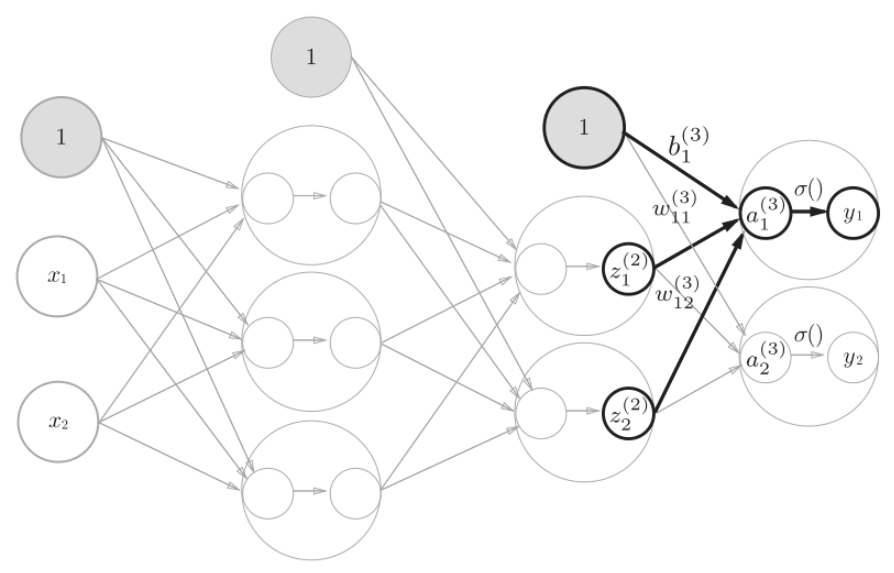 1
1
1
x₁
x₂
b₁⁽³⁾
w₁₁⁽³⁾
w₁₂⁽³⁾
z₁⁽²⁾
z₂⁽²⁾
a₁⁽³⁾
σ()
y₁
a₂⁽³⁾
σ()
y₂